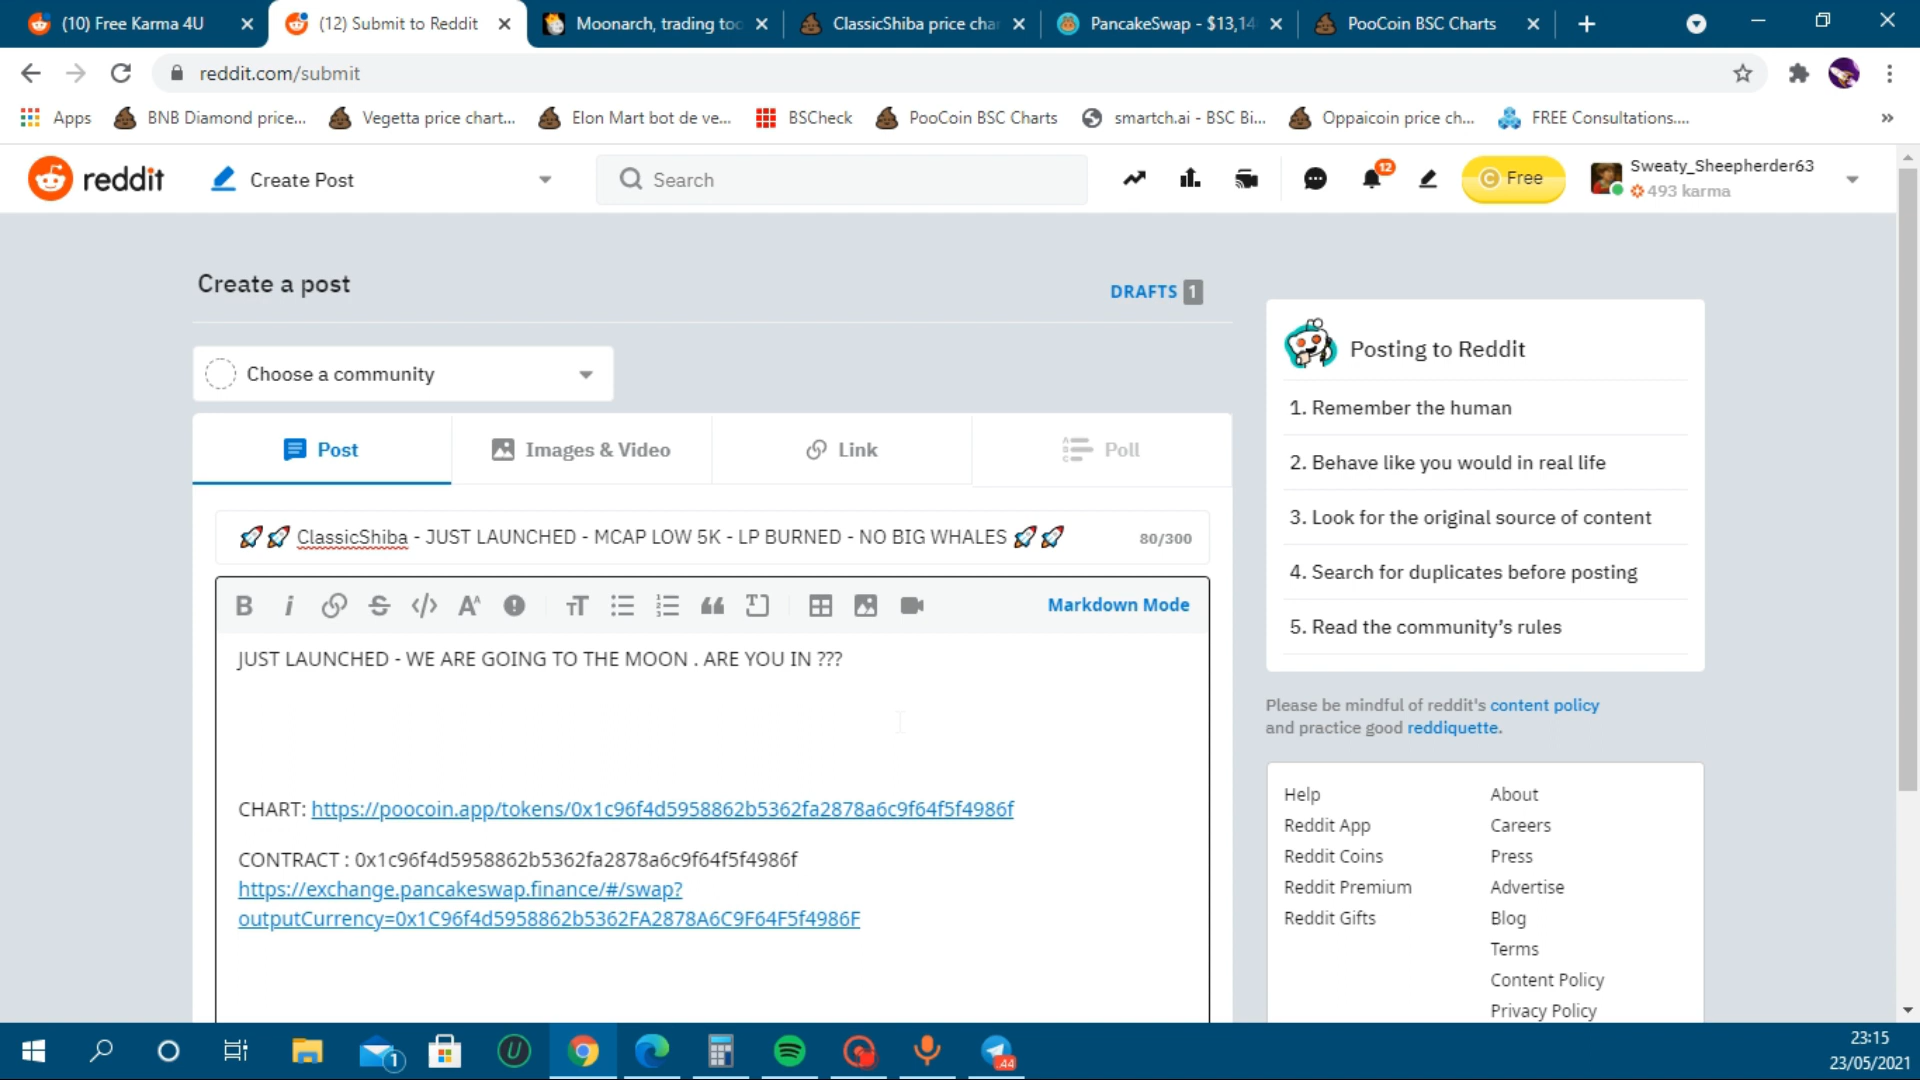 (10) Free Karma 4U
(12) Submit to Reddit
Moonarch, trading too
ClassicShiba price char
PancakeSwap - $13,14
PooCoin BSC Charts
reddit.com/submit
Apps
BNB Diamond price...
Vegetta price chart...
Elon Mart bot de ve...
BSCheck
PooCoin BSC Charts
smartch.ai - BSC Bi...
Oppaicoin price ch...
FREE Consultations....
reddit
Create Post
Search
12
Free
Sweaty_Sheepherder63
493 karma
Create a post
DRAFTS 1
Choose a community
Post
Images & Video
Link
Poll
🚀🚀 ClassicShiba - JUST LAUNCHED - MCAP LOW 5K - LP BURNED - NO BIG WHALES 🚀🚀
80/300
Markdown Mode
JUST LAUNCHED - WE ARE GOING TO THE MOON . ARE YOU IN ???
CHART: https://poocoin.app/tokens/0x1c96f4d5958862b5362fa2878a6c9f64f5f4986f
CONTRACT : 0x1c96f4d5958862b5362fa2878a6c9f64f5f4986f
https://exchange.pancakeswap.finance/#/swap?
outputCurrency=0x1C96f4d5958862b5362FA2878A6C9F64F5f4986F
Posting to Reddit
1. Remember the human
2. Behave like you would in real life
3. Look for the original source of content
4. Search for duplicates before posting
5. Read the community's rules
Please be mindful of reddit's content policy
and practice good reddiquette.
Help
About
Reddit App
Careers
Reddit Coins
Press
Reddit Premium
Advertise
Reddit Gifts
Blog
Terms
Content Policy
Privacy Policy
1
44
23:15
23/05/2021